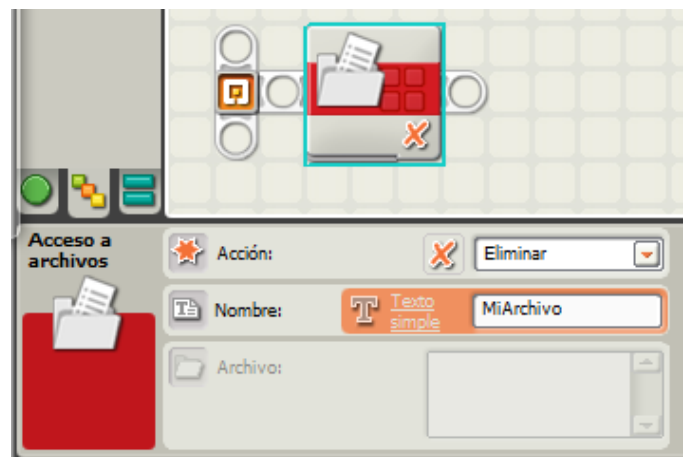 Acceso a
archivos
Acción:
Eliminar
Nombre:
Texto
simple
MiArchivo
Archivo: